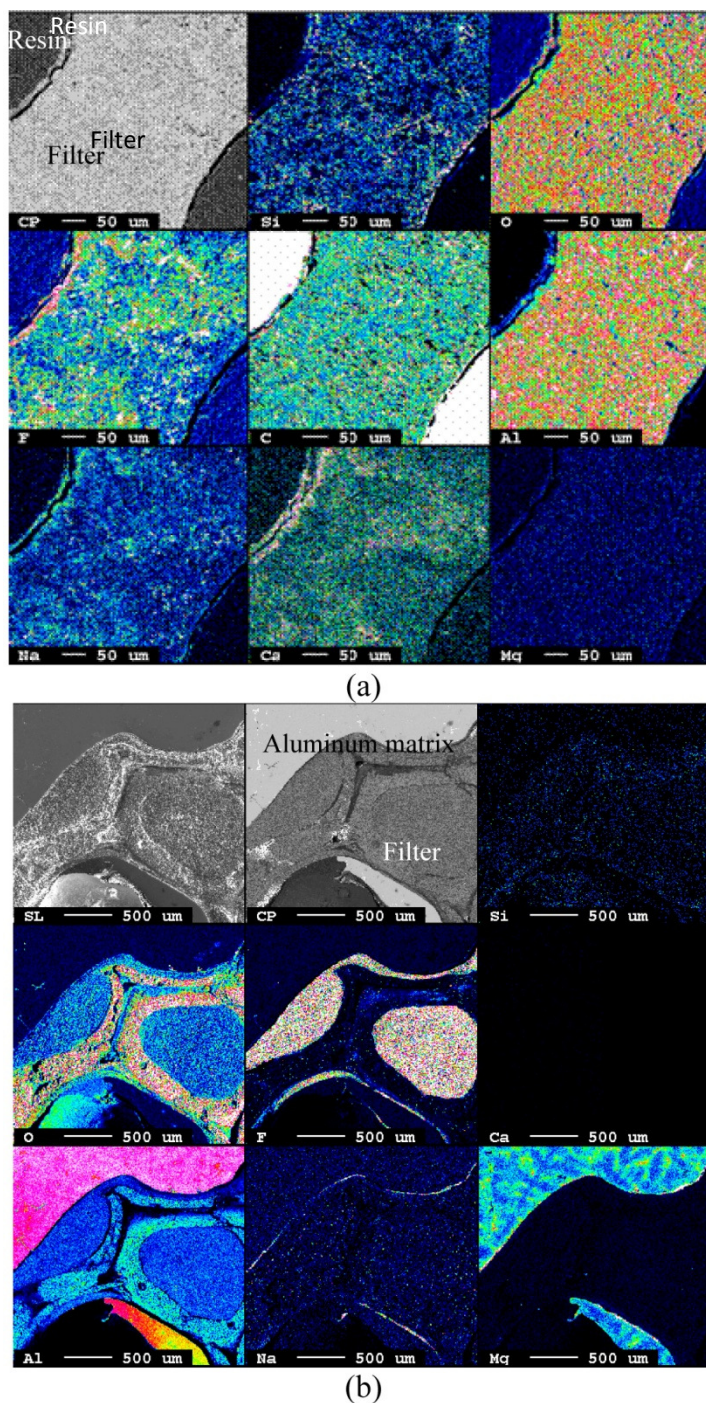 Resin
Resin
Filter
Filter
CP 50 um
Si 50 um
O 50 um
F 50 um
C 50 um
Al 50 um
Na 50 um
Ca 50 um
Mg 50 um
(a)
Aluminum matrix
Filter
SL 500 um
CP 500 um
Si 500 um
O 500 um
F 500 um
Ca 500 um
Al 500 um
Na 500 um
Mg 500 um
(b)